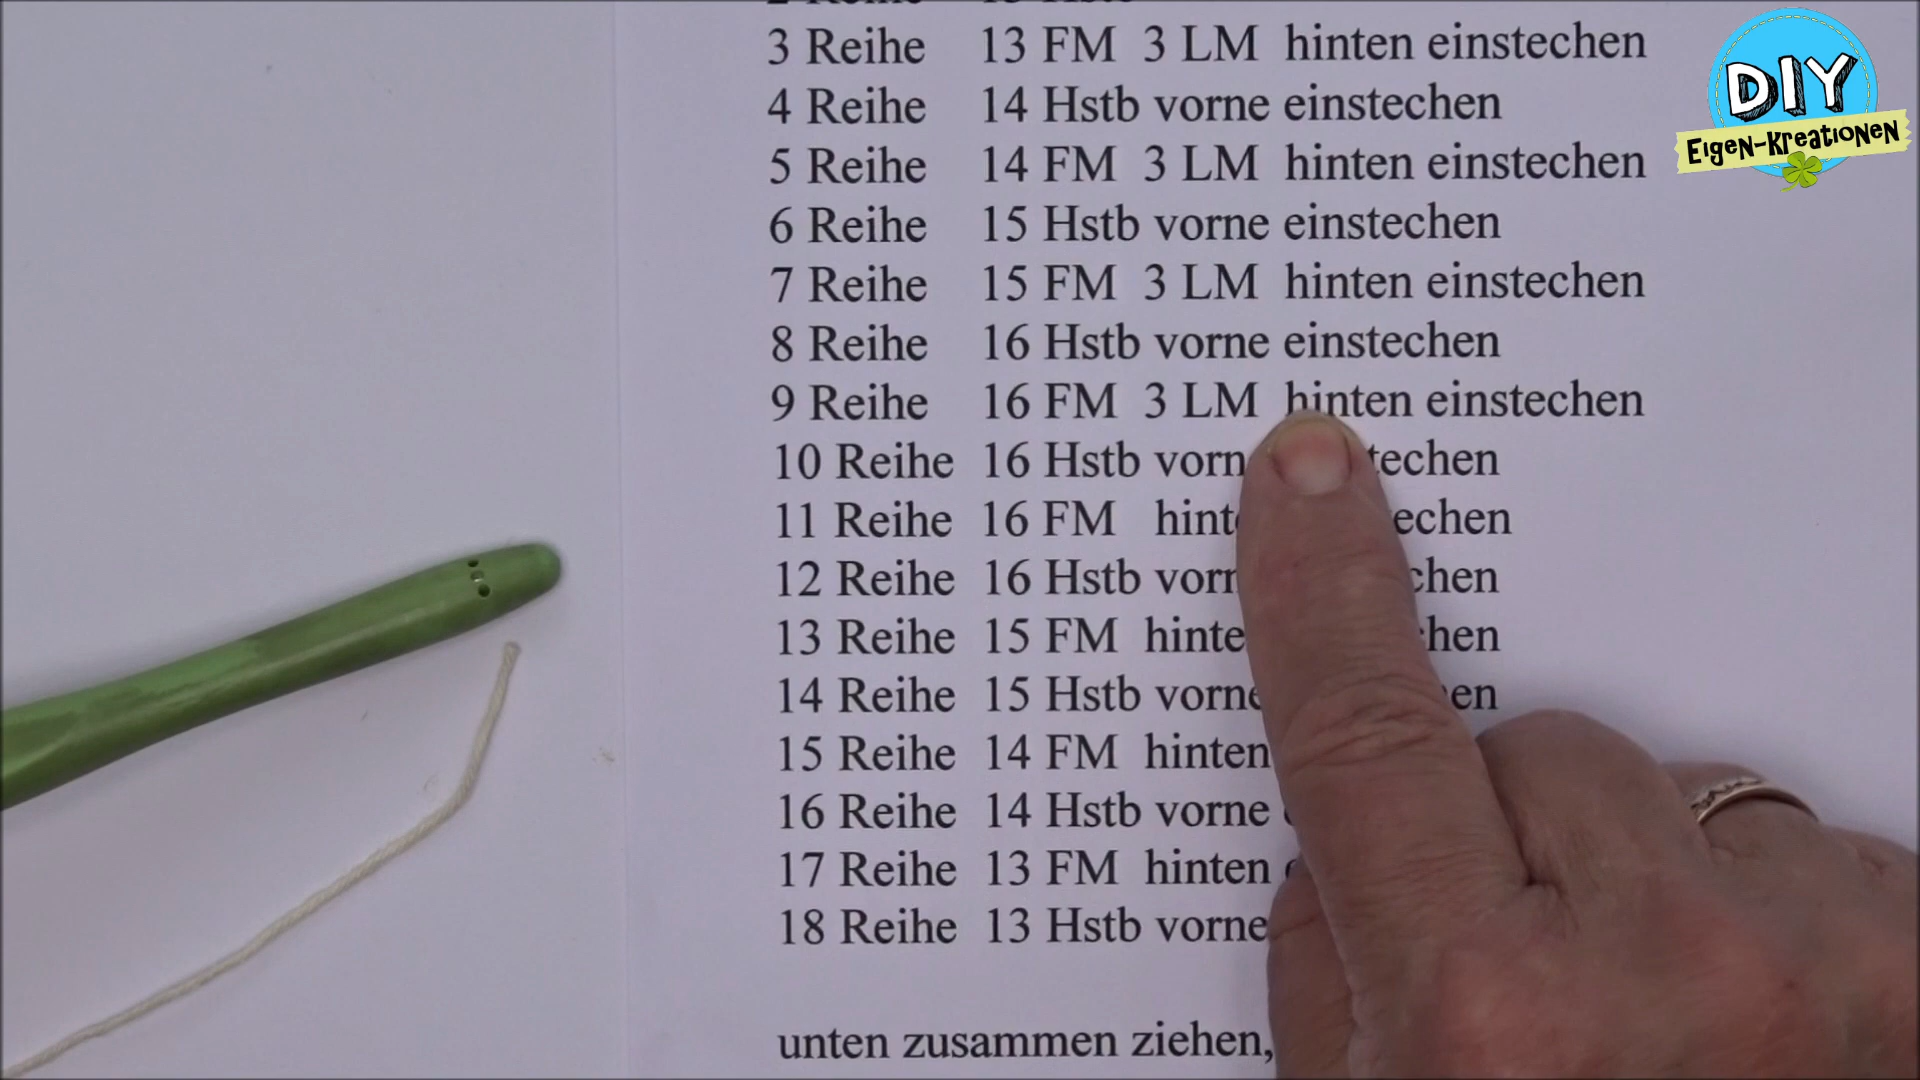 3 Reihe 13 FM 3 LM hinten einstechen
4 Reihe 14 Hstb vorne einstechen
5 Reihe 14 FM 3 LM hinten einstechen
6 Reihe 15 Hstb vorne einstechen
7 Reihe 15 FM 3 LM hinten einstechen
8 Reihe 16 Hstb vorne einstechen
9 Reihe 16 FM 3 LM hinten einstechen
10 Reihe 16 Hstb
11 Reihe 16 FM
12 Reihe 16 Hstb
13 Reihe 15 FM
14 Reihe 15 Hstb vorne
15 Reihe 14 FM hinten
16 Reihe 14 Hstb vorne
17 Reihe 13 FM hinten
18 Reihe 13 Hstb vorne
unten zusammen ziehen,
DIY
Eigen-Kreationen